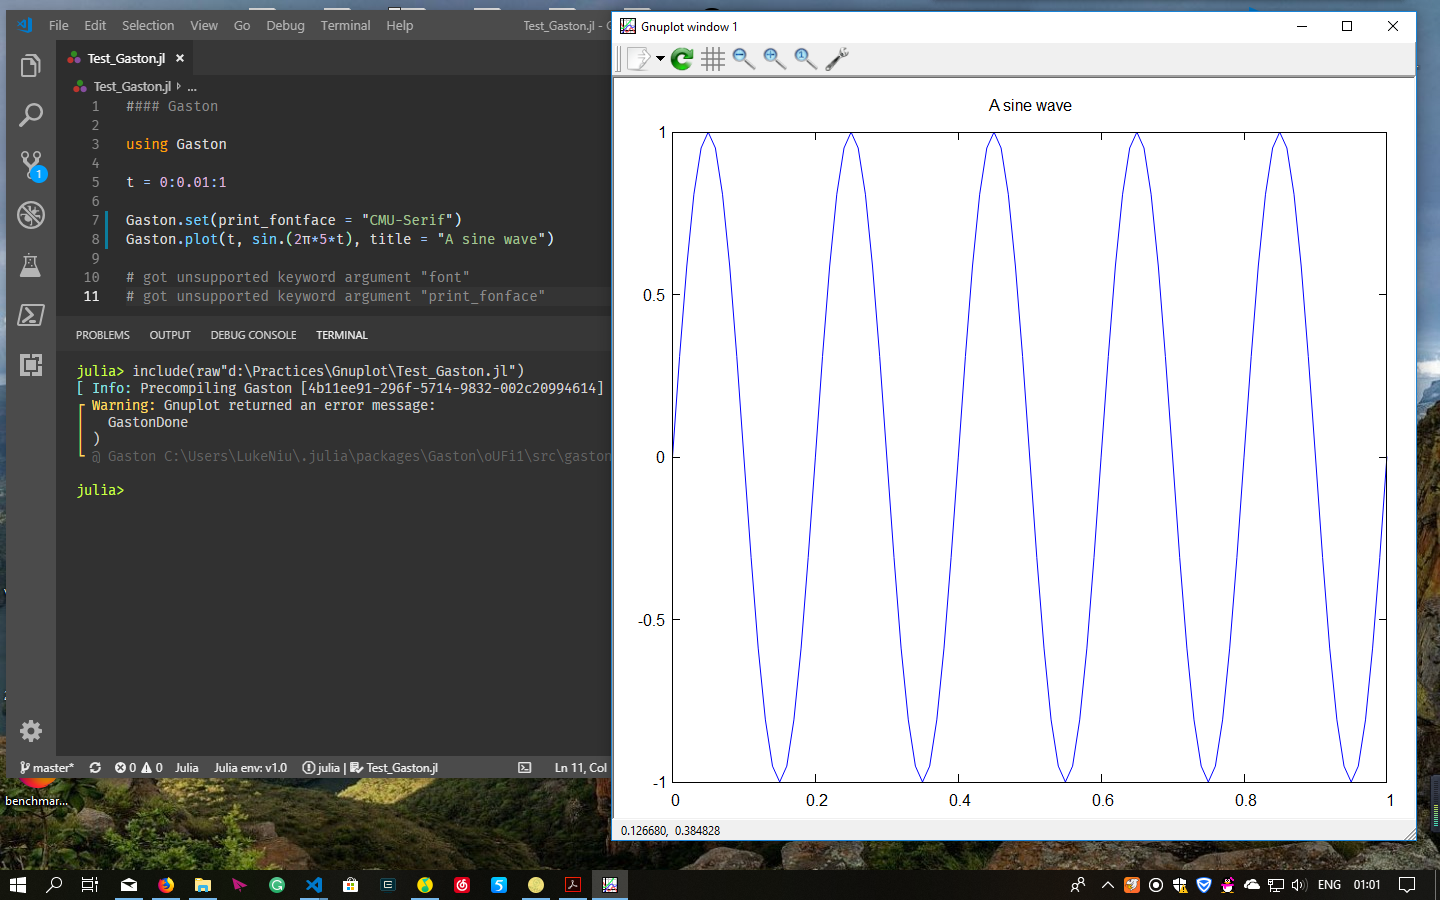 File Edit Selection View Go Debug Terminal Help
Test_Gaston.jl - G
Test_Gaston.jl ×
Test_Gaston.jl ...
1 #### Gaston
2
3 using Gaston
4
5 t = 0:0.01:1
6
7 Gaston.set(print_fontface = "CMU-Serif")
8 Gaston.plot(t, sin.(2π*5*t), title = "A sine wave")
9
10 # got unsupported keyword argument "font"
11 # got unsupported keyword argument "print_fonface"
1
PROBLEMS OUTPUT DEBUG CONSOLE TERMINAL
julia> include(raw"d:\Practices\Gnuplot\Test_Gaston.jl")
[ Info: Precompiling Gaston [4b11ee91-296f-5714-9832-002c20994614]
Warning: Gnuplot returned an error message:
GastonDone
)
@ Gaston C:\Users\LukeNiu\.julia\packages\Gaston\oUFi1\src\gaston
julia>
master* 0 0 Julia Julia env: v1.0 julia | Test_Gaston.jl Ln 11, Col
Gnuplot window 1
A sine wave
1
0.5
0
-0.5
-1
0 0.2 0.4 0.6 0.8 1
0.126680, 0.384828
benchmar...
ENG 01:01